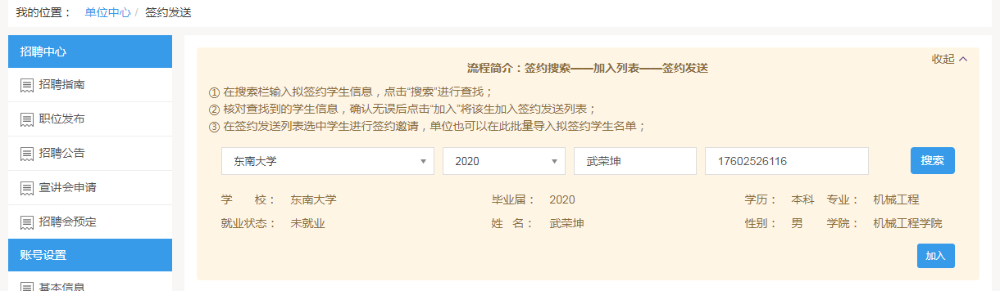 我的位置： 单位中心 / 签约发送
招聘中心
招聘指南
职位发布
招聘公告
宣讲会申请
招聘会预定
账号设置
基本信息
收起
流程简介：签约搜索——加入列表——签约发送
① 在搜索栏输入拟签约学生信息，点击“搜索”进行查找；
② 核对查找到的学生信息，确认无误后点击“加入”将该生加入签约发送列表；
③ 在签约发送列表选中学生进行签约邀请，单位也可以在此批量导入拟签约学生名单；
东南大学 2020 武荣坤 17602526116 搜索
学 校： 东南大学 毕业届： 2020 学历： 本科 专业： 机械工程
就业状态： 未就业 姓 名： 武荣坤 性别： 男 学院： 机械工程学院
加入